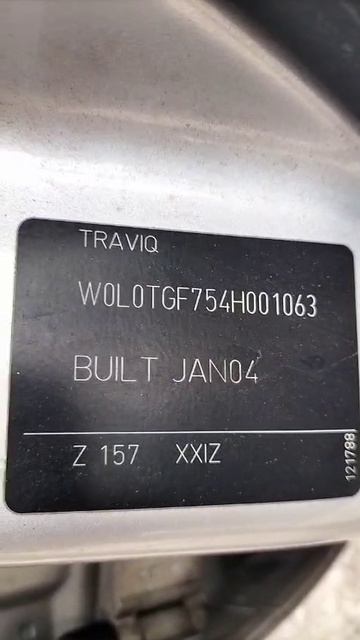 TRAVIQ
W0L0TGF754H001063
BUILT JAN04
Z 157 XXIZ
121788